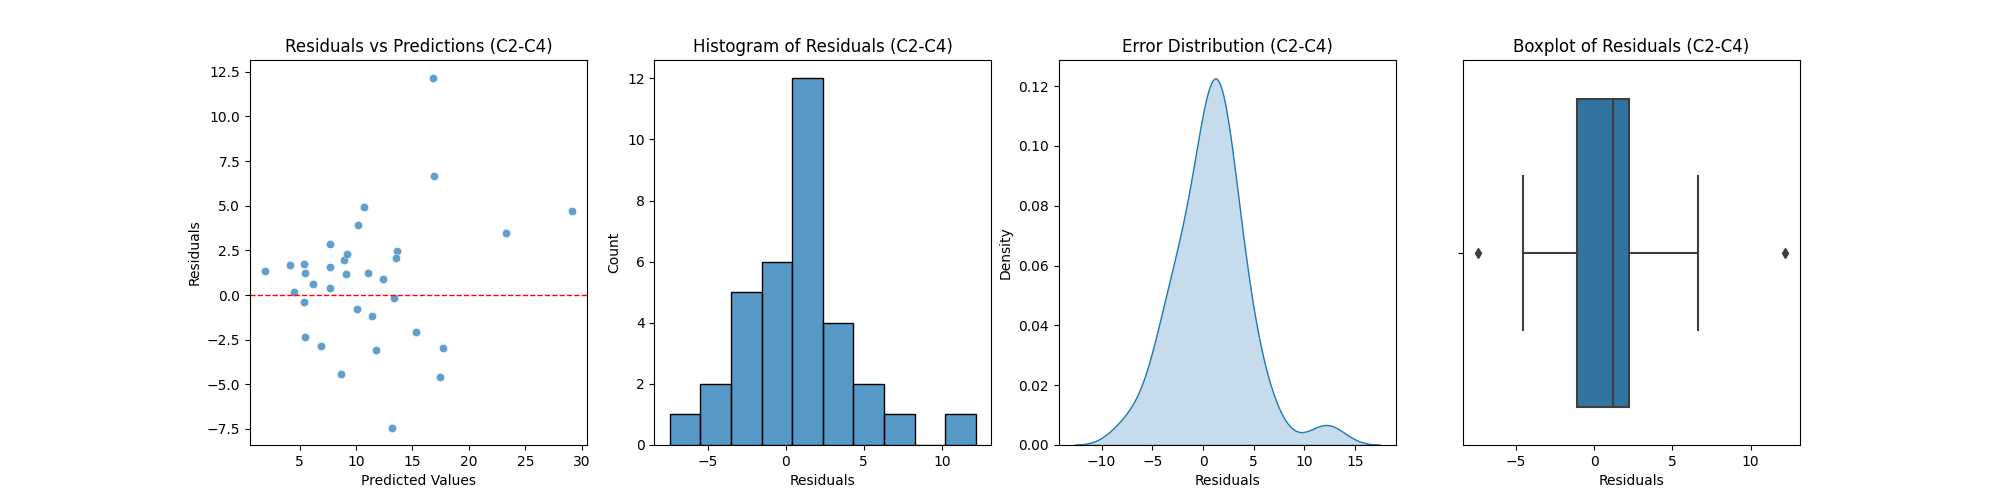 Residuals vs Predictions (C2-C4)
12.5
10.0
7.5
5.0
2.5
0.0
−2.5
−5.0
−7.5
Residuals
5 10 15 20 25 30
Predicted Values
Histogram of Residuals (C2-C4)
12
10
8
6
4
2
0
Count
−5 0 5 10
Residuals
Error Distribution (C2-C4)
0.12
0.10
0.08
0.06
0.04
0.02
0.00
Density
−10 −5 0 5 10 15
Residuals
Boxplot of Residuals (C2-C4)
−5 0 5 10
Residuals